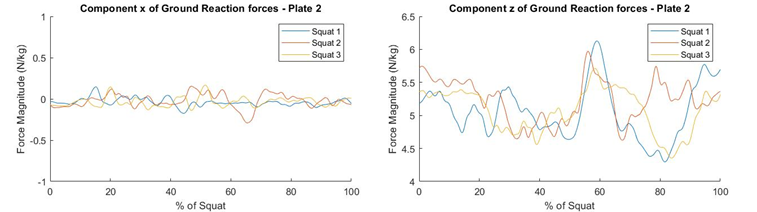 Component x of Ground Reaction forces - Plate 2
Force Magnitude (N/kg)
1
0.5
0
-0.5
-1
Squat 1
Squat 2
Squat 3
0 20 40 60 80 100
% of Squat
Component z of Ground Reaction forces - Plate 2
Force Magnitude (N/kg)
6.5
6
5.5
5
4.5
4
Squat 1
Squat 2
Squat 3
0 20 40 60 80 100
% of Squat